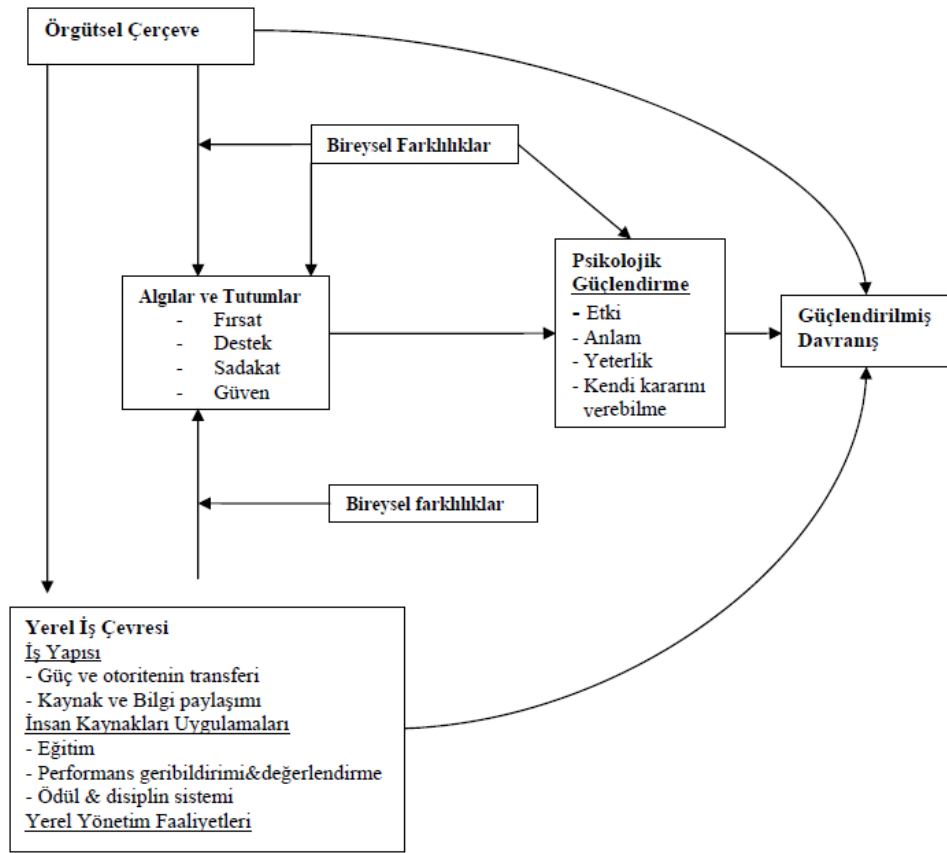 Örgütsel Çerçeve
Bireysel Farklılıklar
Algılar ve Tutumlar
- Fırsat
- Destek
- Sadakat
- Güven
Psikolojik
Güçlendirme
- Etki
- Anlam
- Yeterlik
- Kendi kararını
verebilme
Güçlendirilmiş
Davranış
Bireysel farklılıklar
Yerel İş Çevresi
İş Yapısı
- Güç ve otoritenin transferi
- Kaynak ve Bilgi paylaşımı
İnsan Kaynakları Uygulamaları
- Eğitim
- Performans geribildirimi&değerlendirme
- Ödül & disiplin sistemi
Yerel Yönetim Faaliyetleri